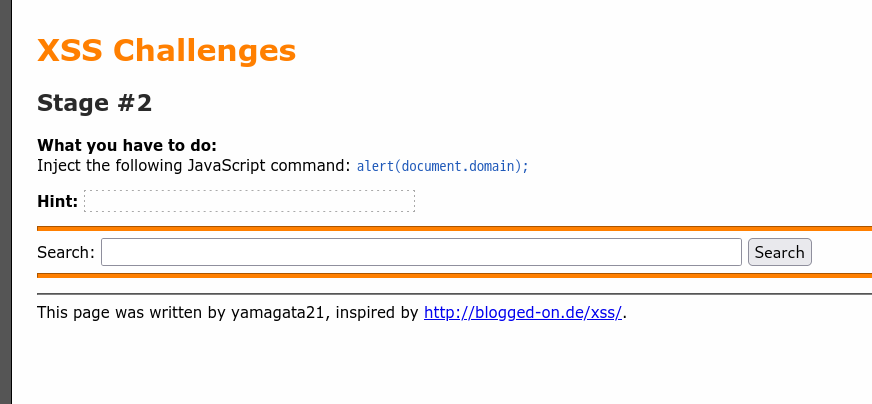 XSS Challenges
Stage #2
What you have to do:
Inject the following JavaScript command: alert(document.domain);
Hint:
Search: Search
This page was written by yamagata21, inspired by http://blogged-on.de/xss/.